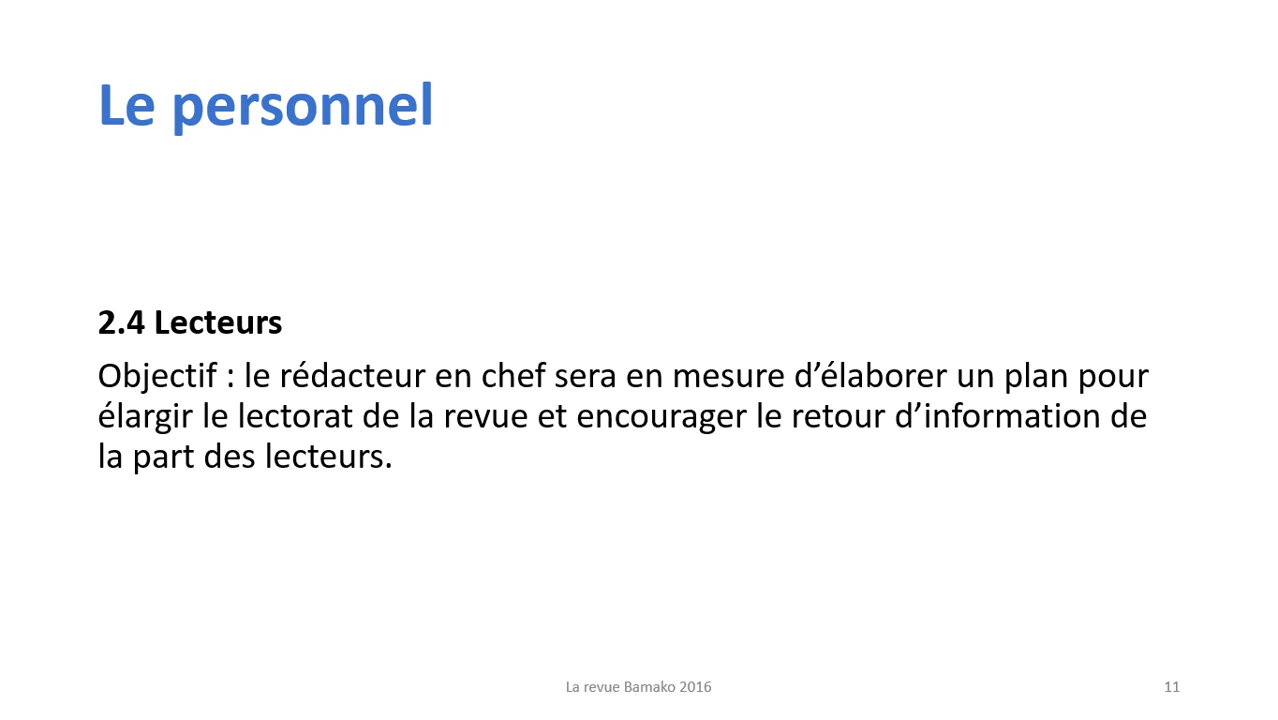 Le personnel
2.4 Lecteurs
Objectif : le rédacteur en chef sera en mesure d’élaborer un plan pour
élargir le lectorat de la revue et encourager le retour d’information de
la part des lecteurs.
La revue Bamako 2016
11